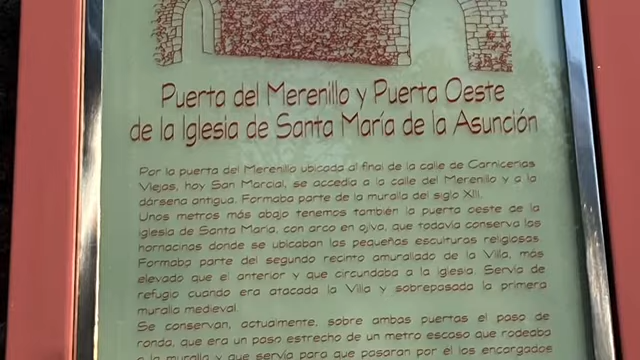 Puerta del Merenillo y Puerta Oeste
de la Iglesia de Santa María de la Asunción
Por la puerta del Merenillo ubicada al final de la calle de Carnicerias
Viejas, hoy San Marcial, se accedía a la calle del Merenillo y a la
dársena antigua. Formaba parte de la muralla del siglo XIII.
Unos metros más abajo tenemos también la puerta oeste de la
iglesia de Santa María, con arco en ojiva, que todavía conserva las
hornacinas donde se ubicaban las pequeñas esculturas religiosas.
Formaba parte del segundo recinto amurallado de la Villa, más
elevado que el anterior y que circundaba a la iglesia. Servía de
refugio cuando era atacada la Villa y sobrepasada la primera
muralla medieval.
Se conservan, actualmente, sobre ambas puertas el paso de
ronda, que era un paso estrecho de un metro escaso que rodeaba
a la muralla y que servía para que pasaran por él los encargados